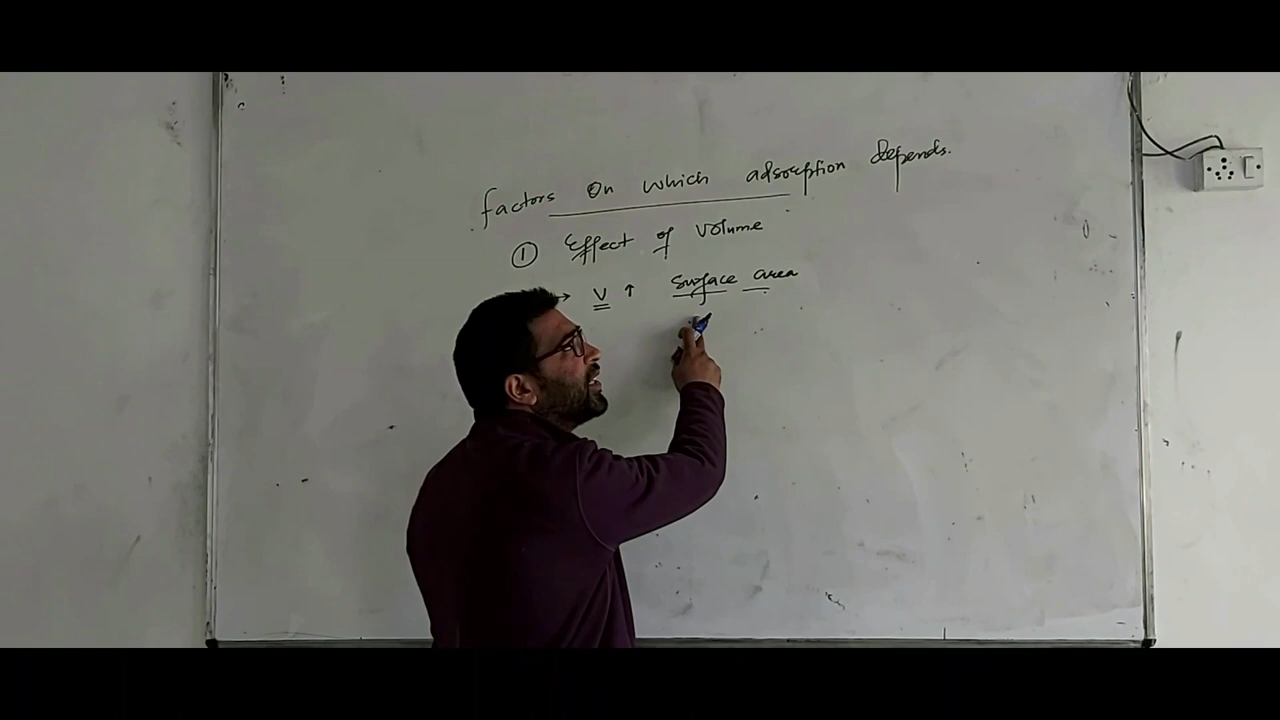 factors On which adsorption depends.
① Effect of Volume
→ V ↑ Surface area